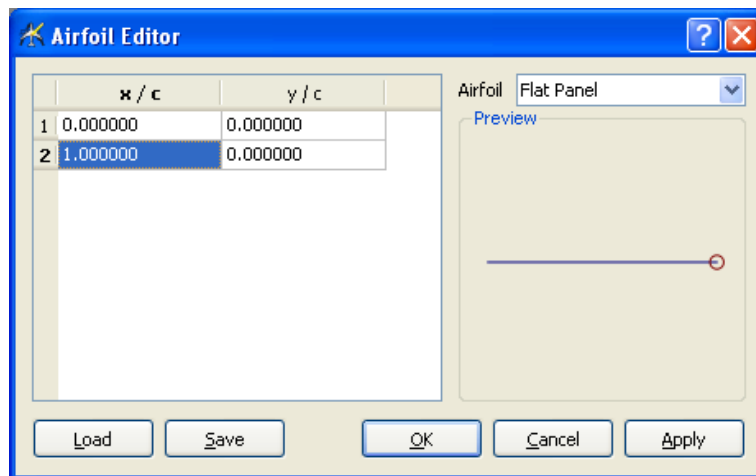 Airfoil Editor
?
x / c y / c
1 0.000000 0.000000
2 1.000000 0.000000
Airfoil Flat Panel
Preview
Load Save OK Cancel Apply